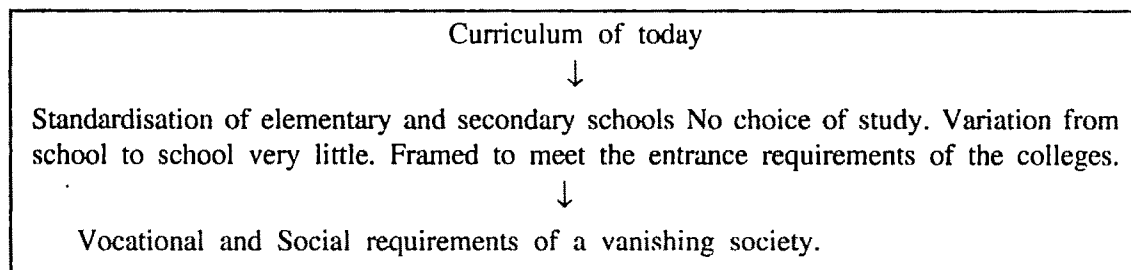 Curriculum of today
↓
Standardisation of elementary and secondary schools No choice of study. Variation from
school to school very little. Framed to meet the entrance requirements of the colleges.
↓
Vocational and Social requirements of a vanishing society.